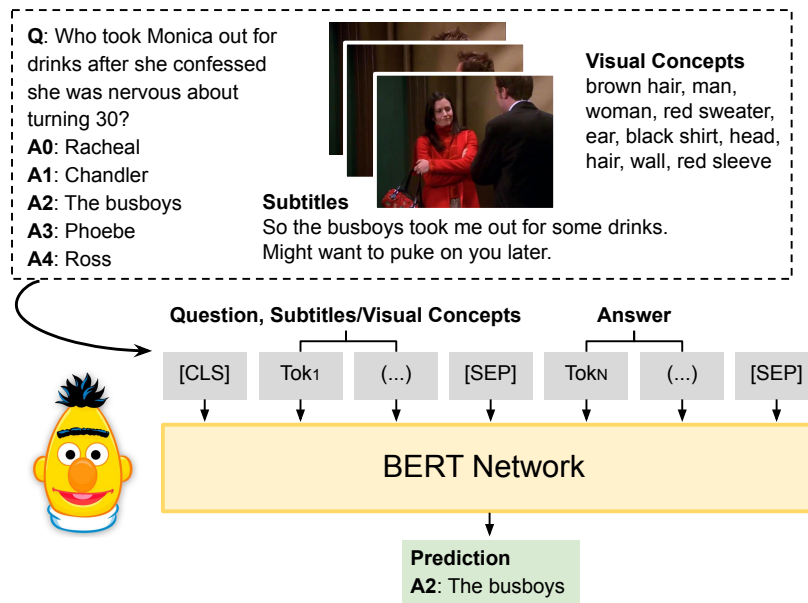 Q: Who took Monica out for
drinks after she confessed
she was nervous about
turning 30?
A0: Racheal
A1: Chandler
A2: The busboys
A3: Phoebe
A4: Ross
Visual Concepts
brown hair, man,
woman, red sweater,
ear, black shirt, head,
hair, wall, red sleeve
Subtitles
So the busboys took me out for some drinks.
Might want to puke on you later.
Question, Subtitles/Visual Concepts
Answer
[CLS] Tok1 (...) [SEP] TokN (...) [SEP]
BERT Network
Prediction
A2: The busboys